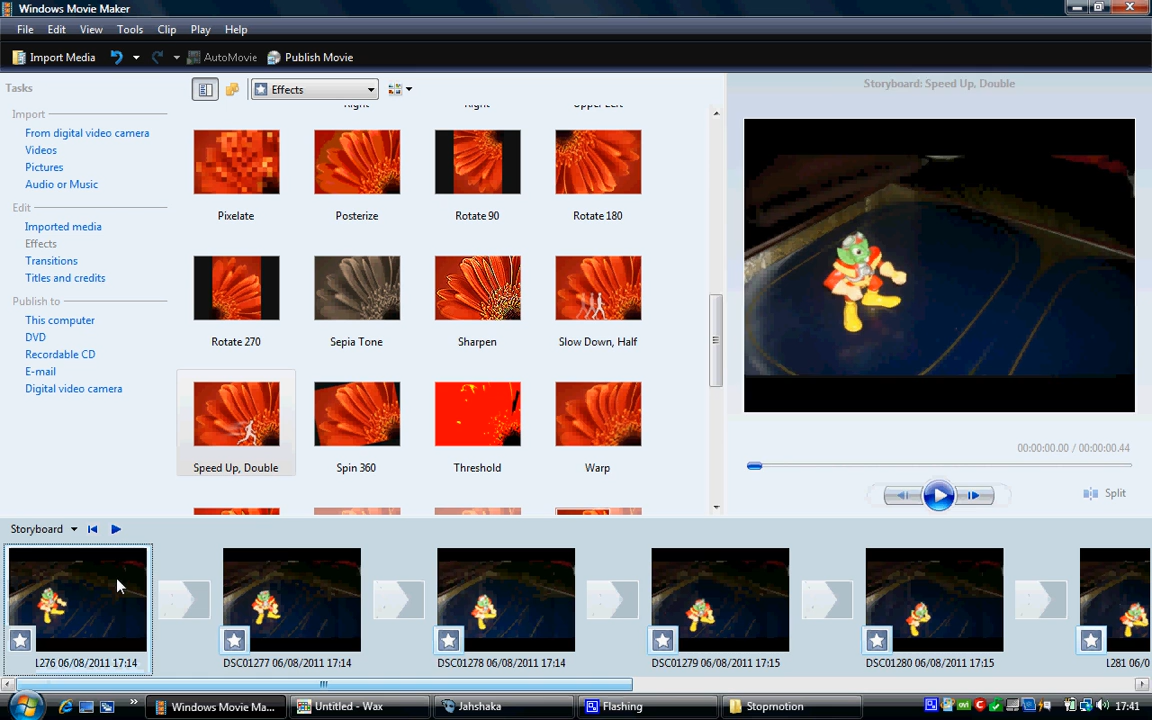 Windows Movie Maker
File Edit View Tools Clip Play Help
Import Media AutoMovie Publish Movie
Tasks
Effects
Storyboard: Speed Up, Double
Import
From digital video camera
Videos
Pictures
Audio or Music
Edit
Imported media
Effects
Transitions
Titles and credits
Publish to
This computer
DVD
Recordable CD
E-mail
Digital video camera
Right Right Upper Left
Pixelate Posterize Rotate 90 Rotate 180
Rotate 270 Sepia Tone Sharpen Slow Down, Half
Speed Up, Double Spin 360 Threshold Warp
00:00:00.00 / 00:00:00.44
Split
Storyboard
L276 06/08/2011 17:14 DSC01277 06/08/2011 17:14 DSC01278 06/08/2011 17:14 DSC01279 06/08/2011 17:15 DSC01280 06/08/2011 17:15 L281 06/0
Windows Movie Ma... Untitled - Wax Jahshaka Flashing Stopmotion 17:41